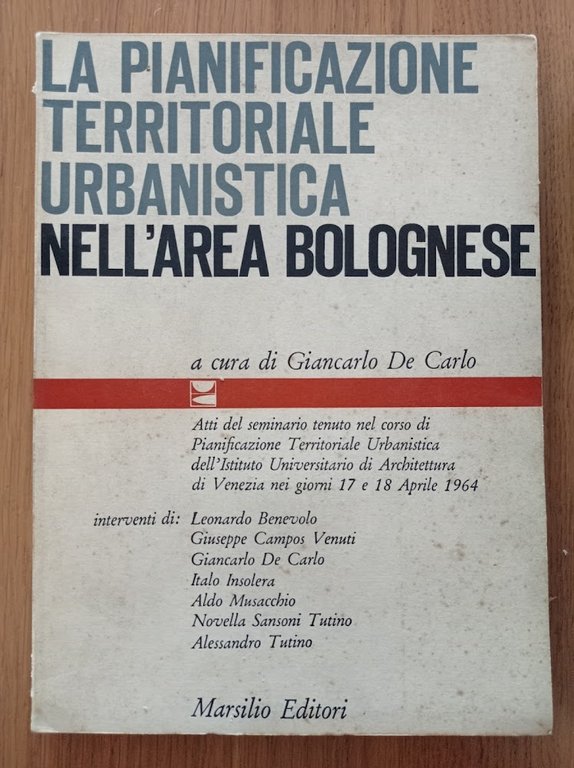 LA PIANIFICAZIONE
TERRITORIALE
URBANISTICA
NELL'AREA BOLOGNESE
a cura di Giancarlo De Carlo
Atti del seminario tenuto nel corso di
Pianificazione Territoriale Urbanistica
dell'Istituto Universitario di Architettura
di Venezia nei giorni 17 e 18 Aprile 1964
interventi di: Leonardo Benevolo
Giuseppe Campos Venuti
Giancarlo De Carlo
Italo Insolera
Aldo Musacchio
Novella Sansoni Tutino
Alessandro Tutino
Marsilio Editori